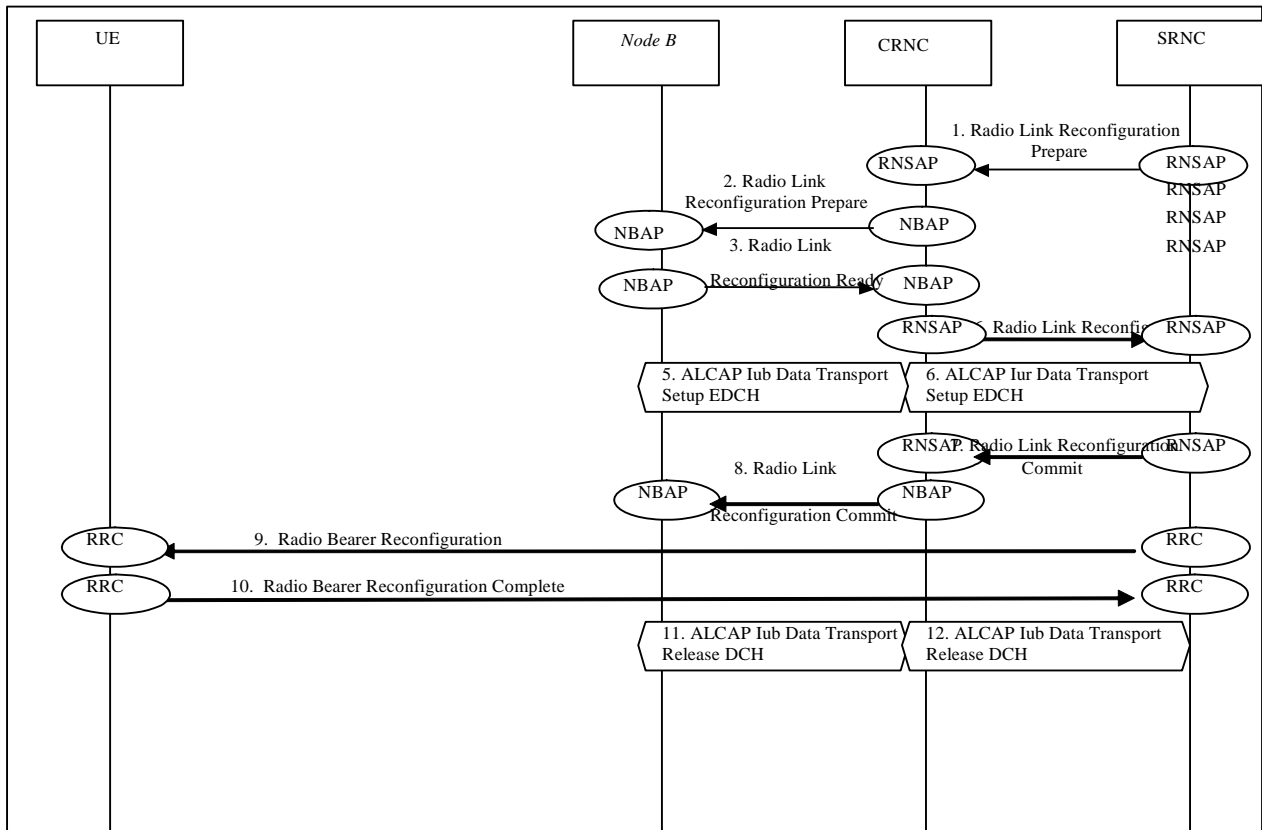 UE
Node B
CRNC
SRNC
1. Radio Link Reconfiguration
Prepare
RNSAP
RNSAP
RNSAP
RNSAP
RNSAP
2. Radio Link
Reconfiguration Prepare
NBAP
NBAP
3. Radio Link
Reconfiguration Ready
NBAP
NBAP
RNSAP
Radio Link
RNSAP
5. ALCAP Iub Data Transport
Setup EDCH
6. ALCAP Iur Data Transport
Setup EDCH
RNSAP
7. Radio Link Reconfiguration
Commit
RNSAP
8. Radio Link
Reconfiguration Commit
NBAP
NBAP
RRC
9. Radio Bearer Reconfiguration
RRC
RRC
10. Radio Bearer Reconfiguration Complete
RRC
11. ALCAP Iub Data Transport
Release DCH
12. ALCAP Iub Data Transport
Release DCH